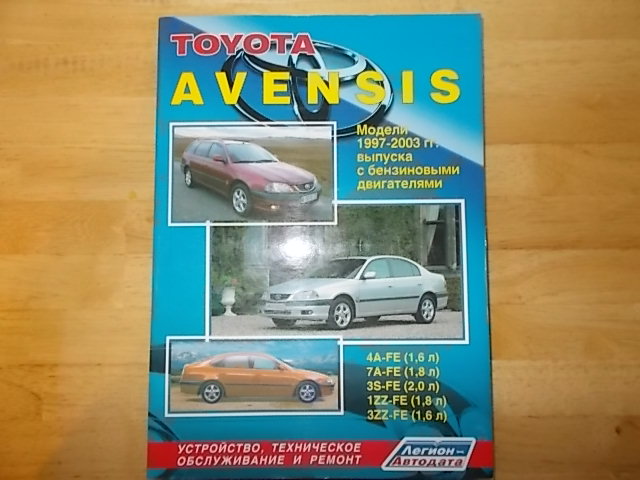 TOYOTA
AVENSIS
Модели
1997-2003 гг.
выпуска
с бензиновыми
двигателями
4A-FE (1,6 л)
7A-FE (1,8 л)
3S-FE (2,0 л)
1ZZ-FE (1,8 л)
3ZZ-FE (1,6 л)
УСТРОЙСТВО, ТЕХНИЧЕСКОЕ
ОБСЛУЖИВАНИЕ И РЕМОНТ
Легион-
Автодата